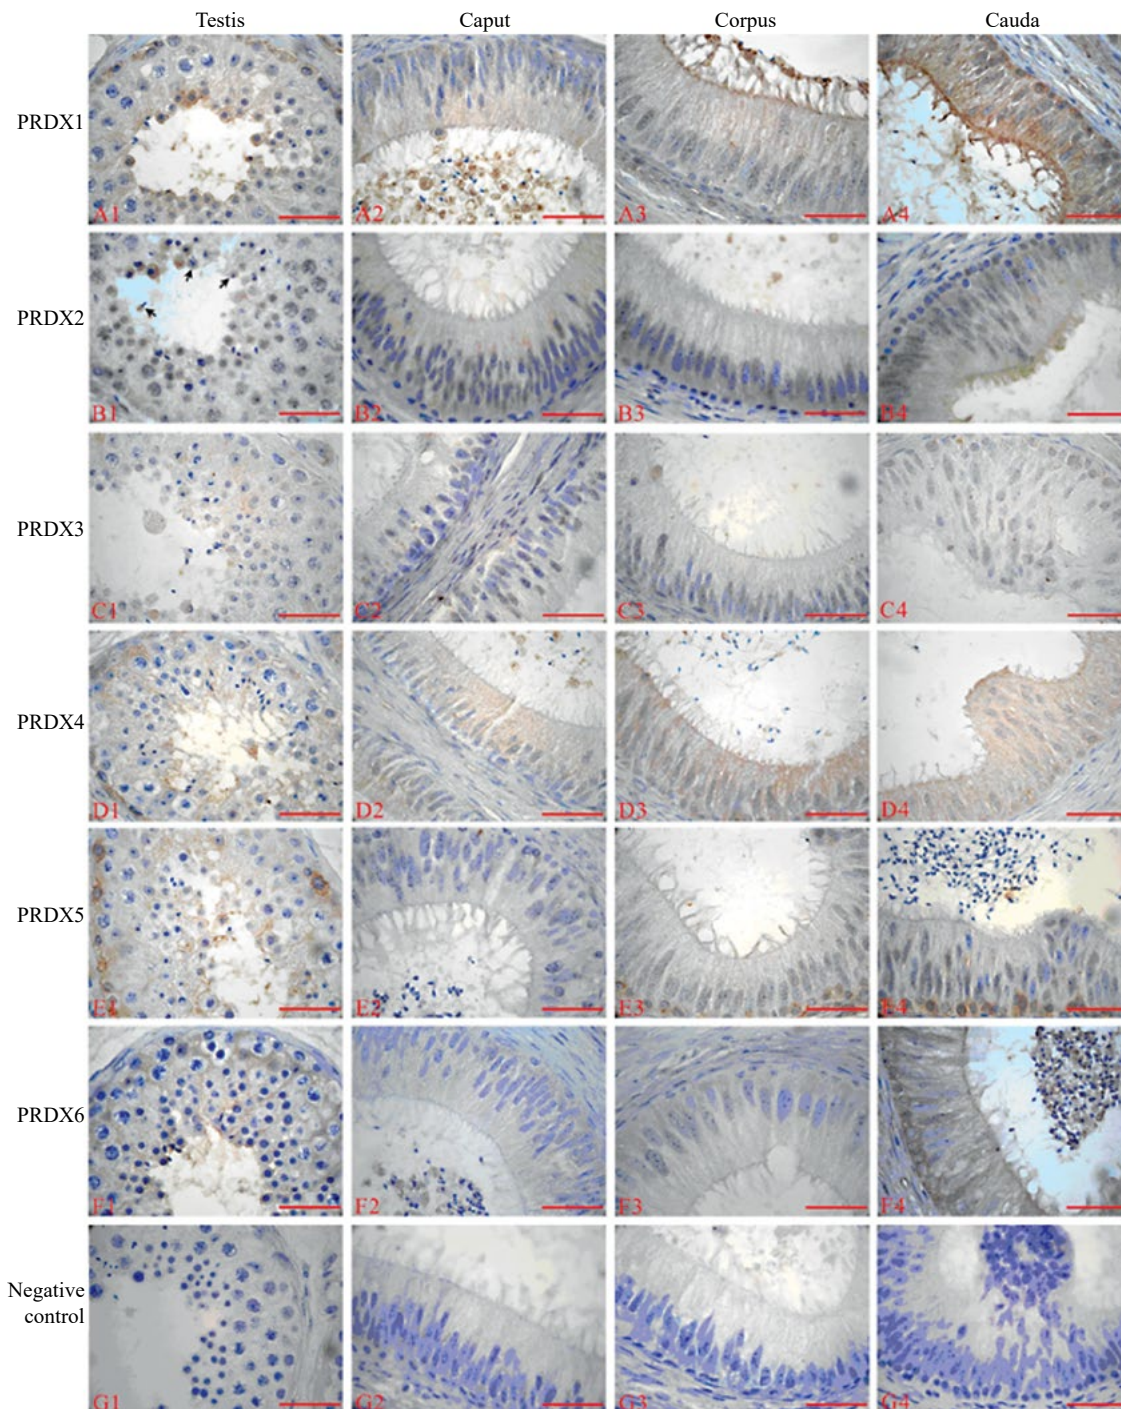 Testis Caput Corpus Cauda
PRDX1
A1 A2 A3 A4
PRDX2
B1 B2 B3 B4
PRDX3
C1 C2 C3 C4
PRDX4
D1 D2 D3 D4
PRDX5
E1 E2 E3 E4
PRDX6
F1 F2 F3 F4
Negative
control
G1 G2 G3 G4